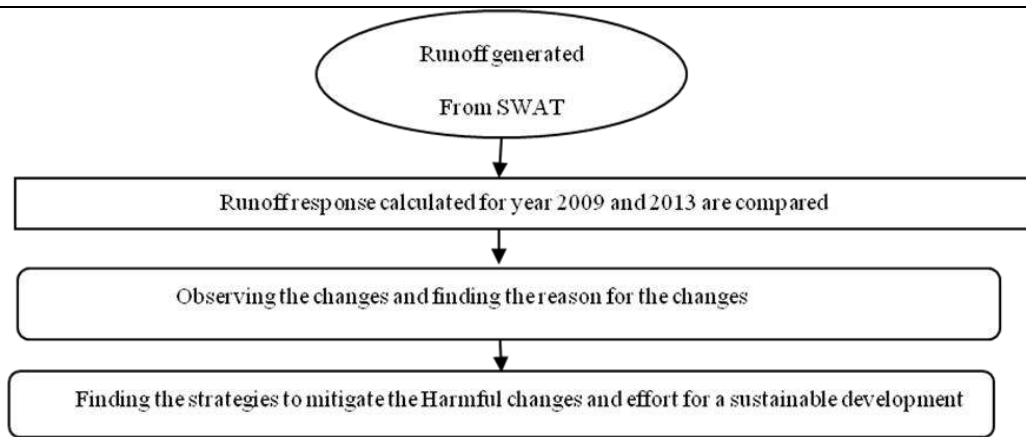 Runoff generated
From SWAT
Runoff response calculated for year 2009 and 2013 are compared
Observing the changes and finding the reason for the changes
Finding the strategies to mitigate the Harmful changes and effort for a sustainable development